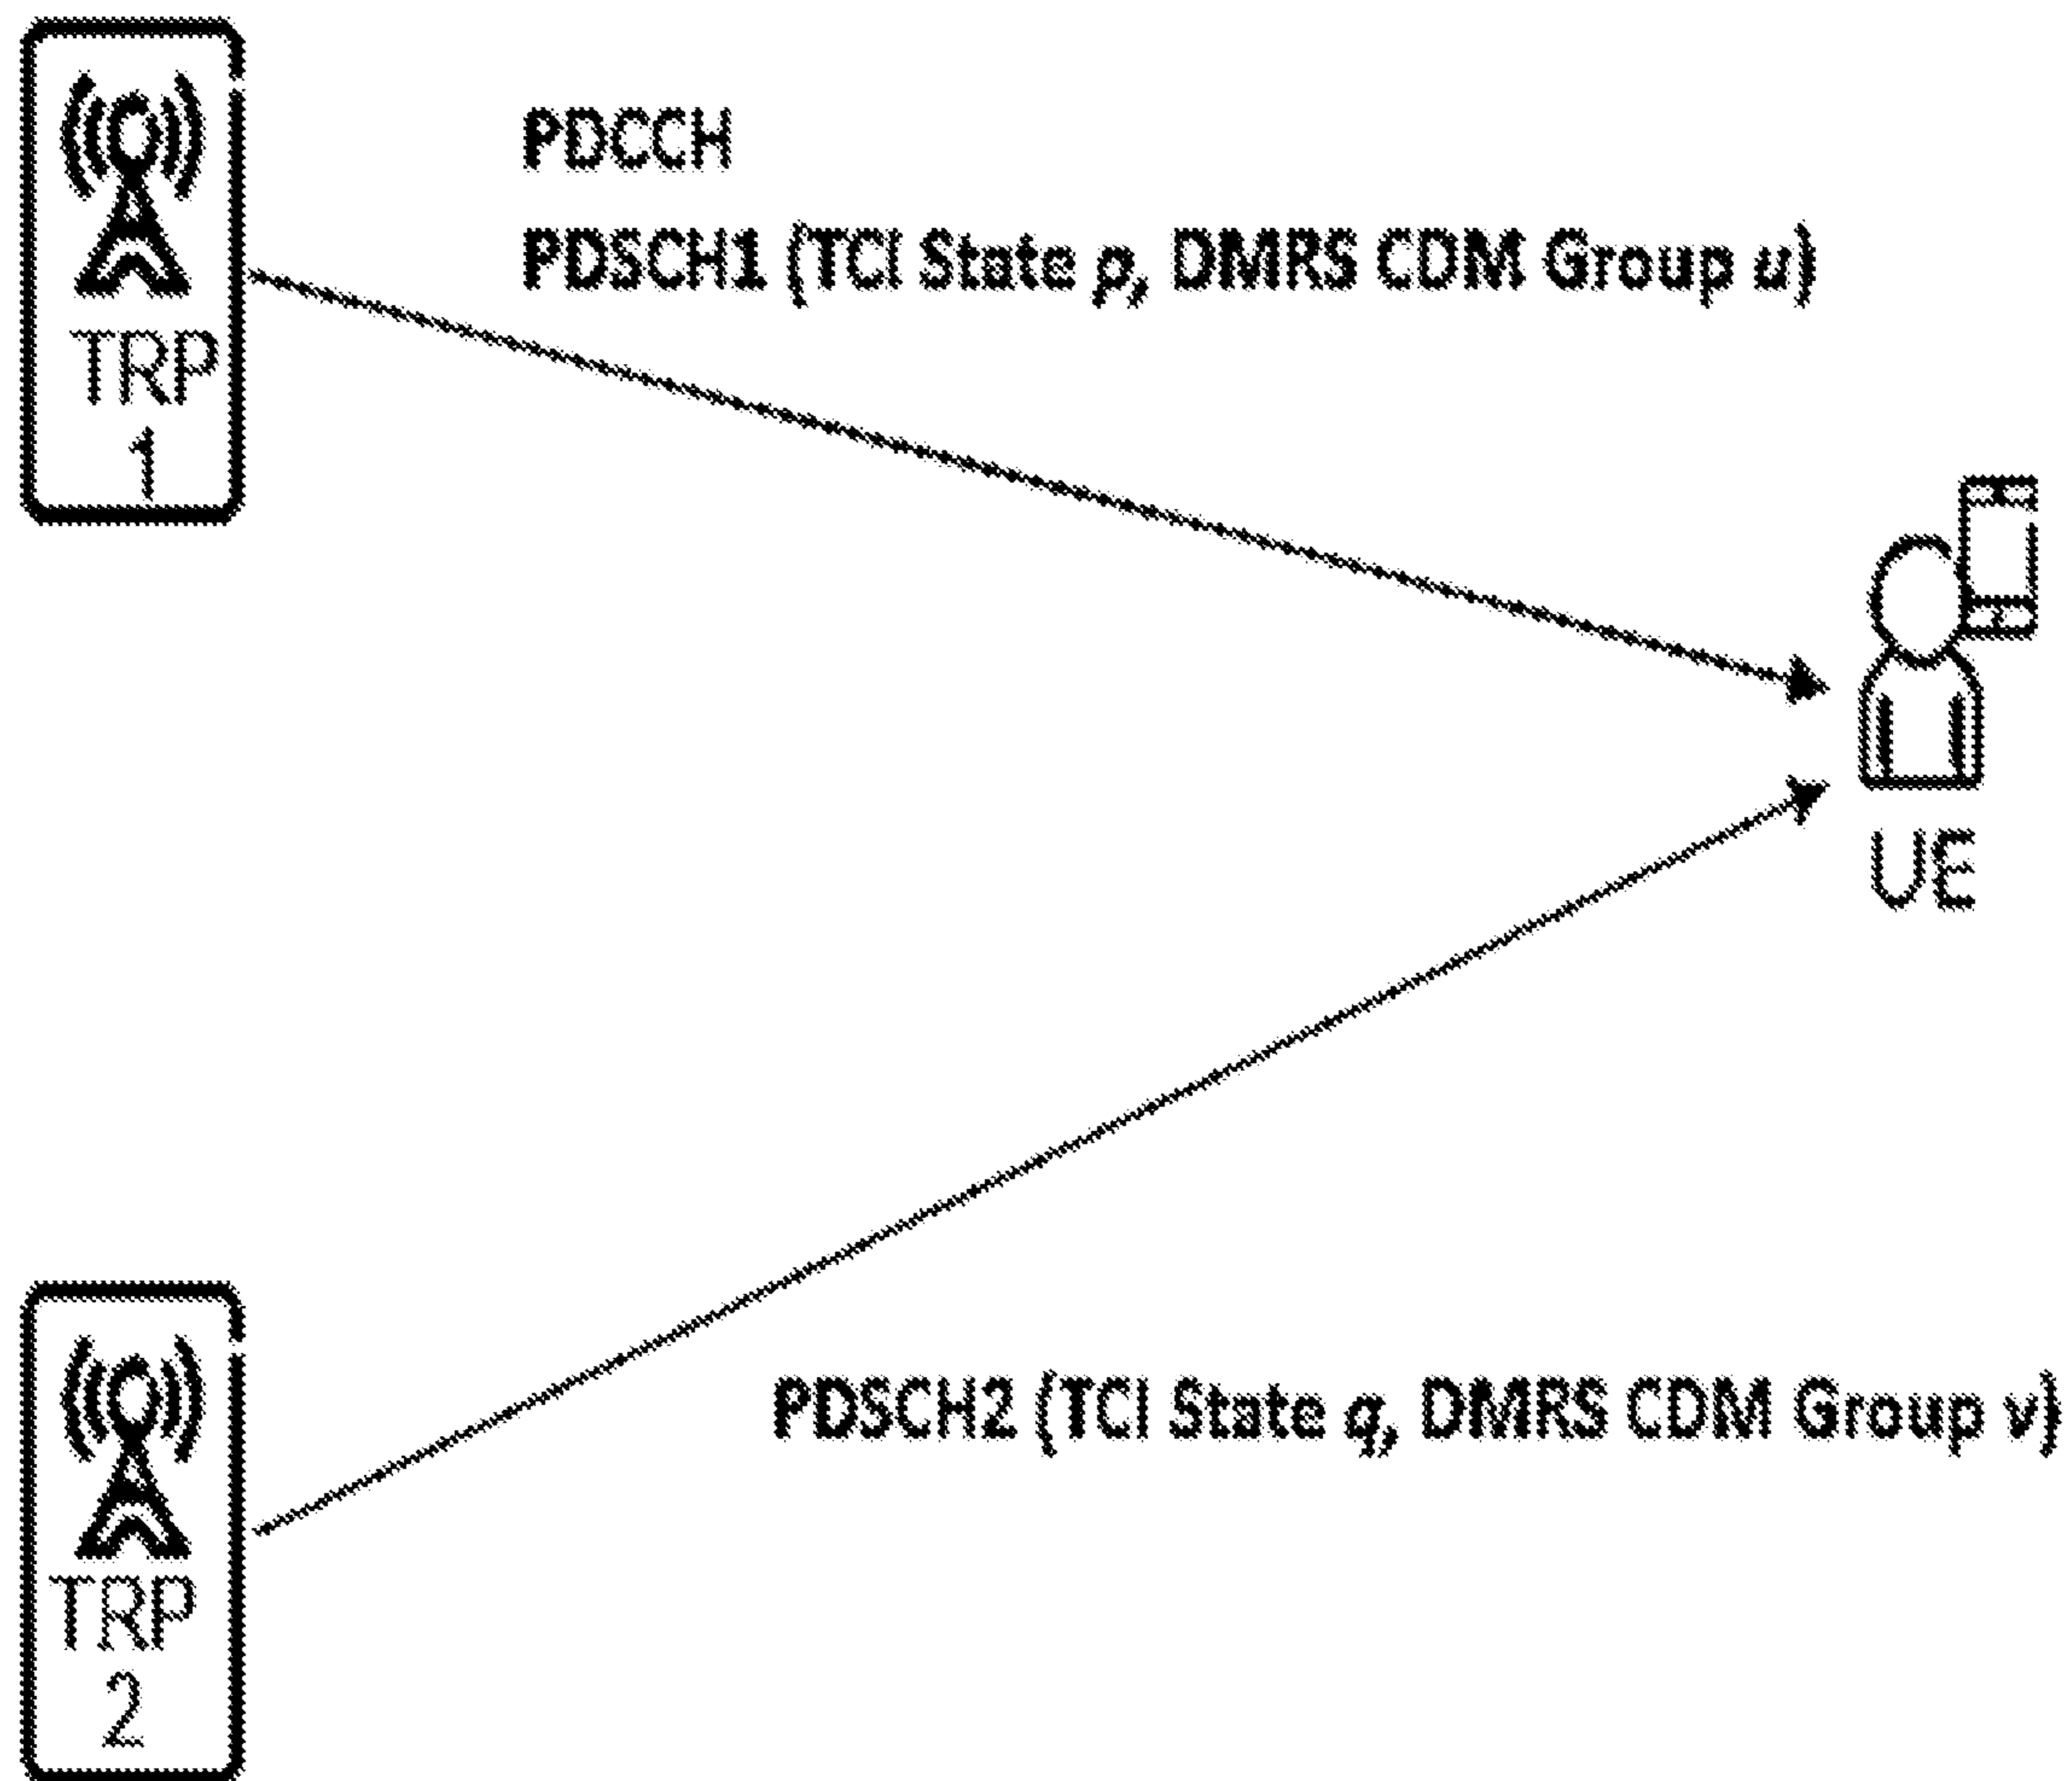 PDCCH
PDSCH1 (TCI State p, DMRS CDM Group u)
TRP
1
UE
PDSCH2 (TCI State q, DMRS CDM Group v)
TRP
2